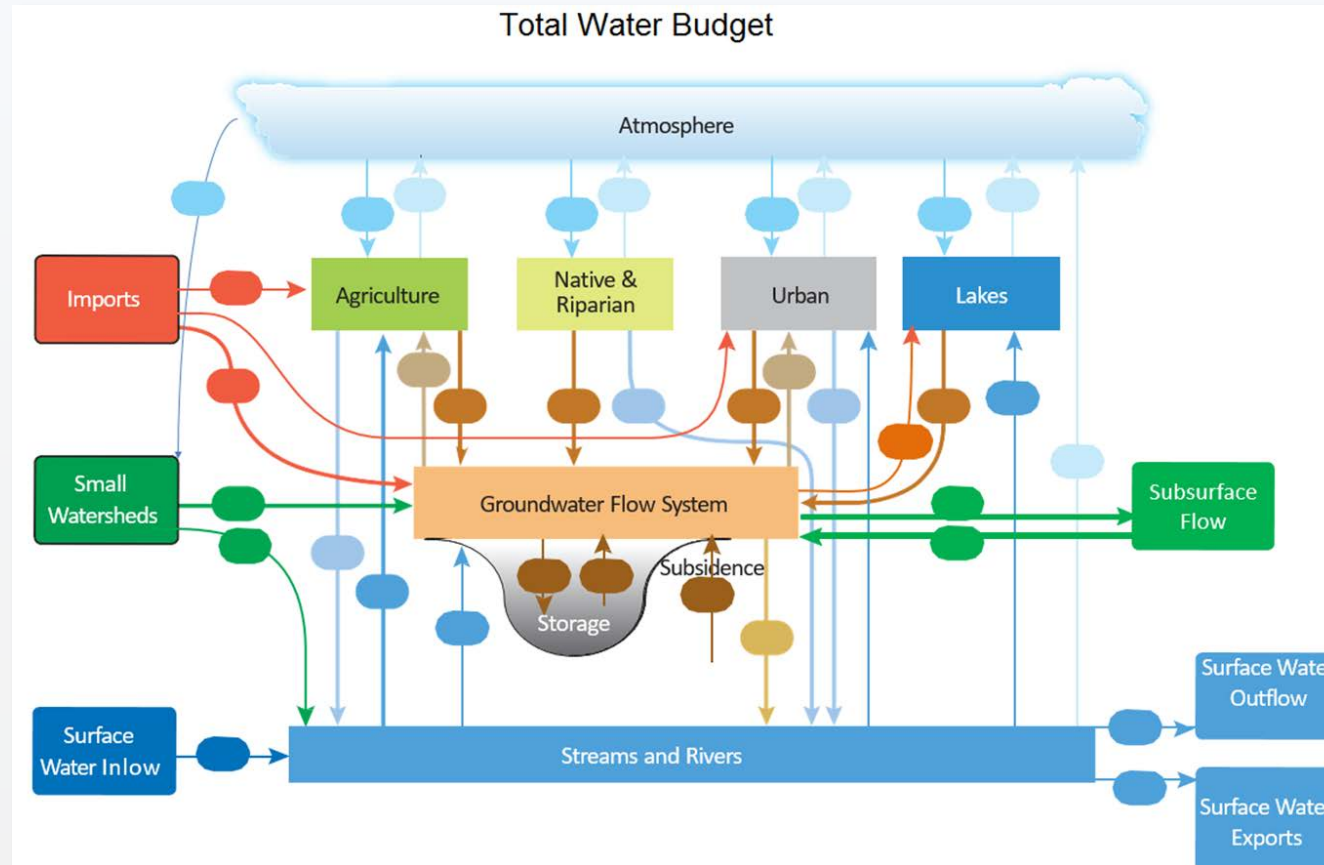 Total Water Budget
Atmosphere
Imports
Agriculture
Native &
Riparian
Urban
Lakes
Small
Watersheds
Groundwater Flow System
Subsurface
Flow
Subsidence
Storage
Surface
Water Inlow
Streams and Rivers
Surface Wate
Outflow
Surface Wate
Exports